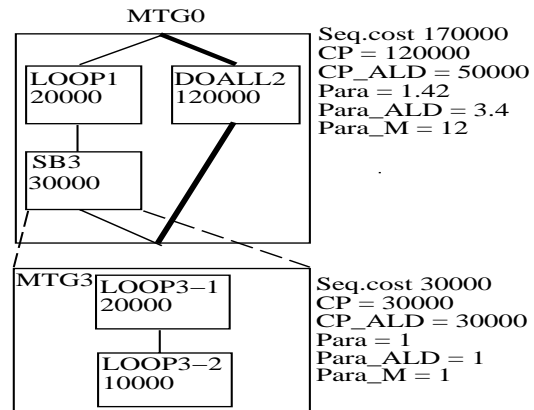 MTG0
LOOP1
20000
DOALL2
120000
SB3
30000
Seq.cost 170000
CP = 120000
CP_ALD = 50000
Para = 1.42
Para_ALD = 3.4
Para_M = 12
MTG3
LOOP3−1
20000
LOOP3−2
10000
Seq.cost 30000
CP = 30000
CP_ALD = 30000
Para = 1
Para_ALD = 1
Para_M = 1